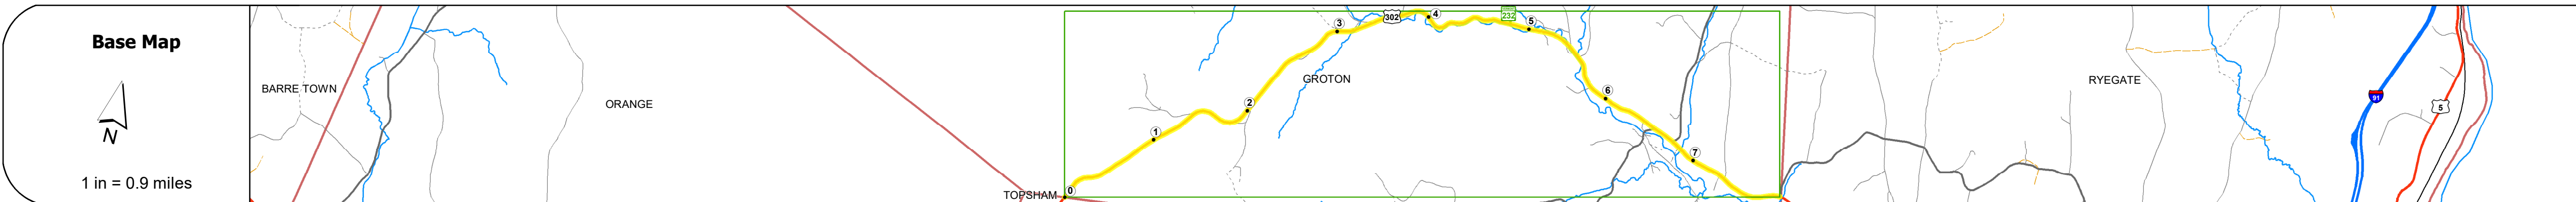 Base Map
N
1 in = 0.9 miles
BARRE TOWN
ORANGE
TOPSHAM
0
1
2
3
302
4
232
5
GROTON
6
7
RYEGATE
91
5